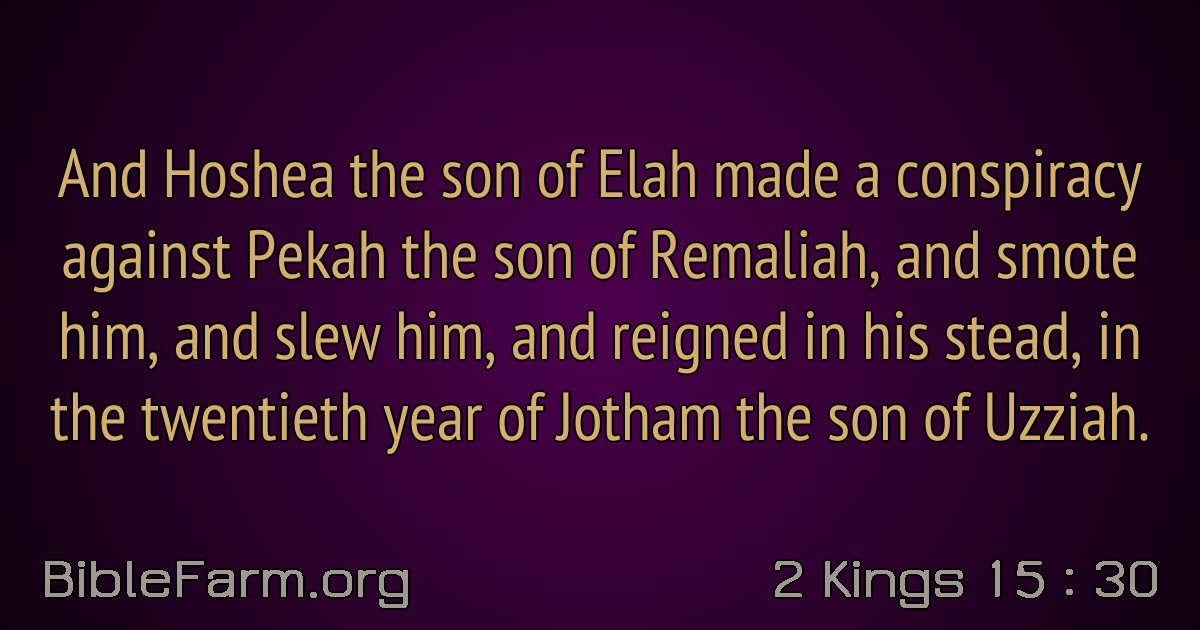 And Hoshea the son of Elah made a conspiracy
against Pekah the son of Remaliah, and smote
him, and slew him, and reigned in his stead, in
the twentieth year of Jotham the son of Uzziah.
BibleFarm.org
2 Kings 15 : 30